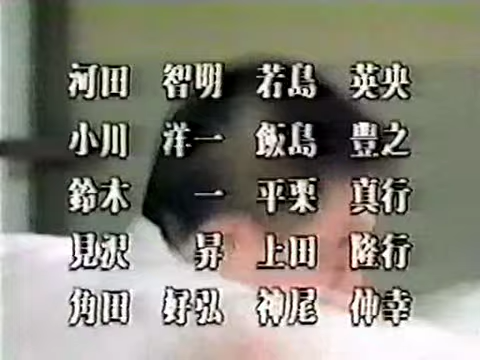 河田 智明 若島 英央
小川 洋一 飯島 豊之
鈴木 一 平栗 真行
見沢 昇 上田 隆行
角田 好弘 神尾 伸幸